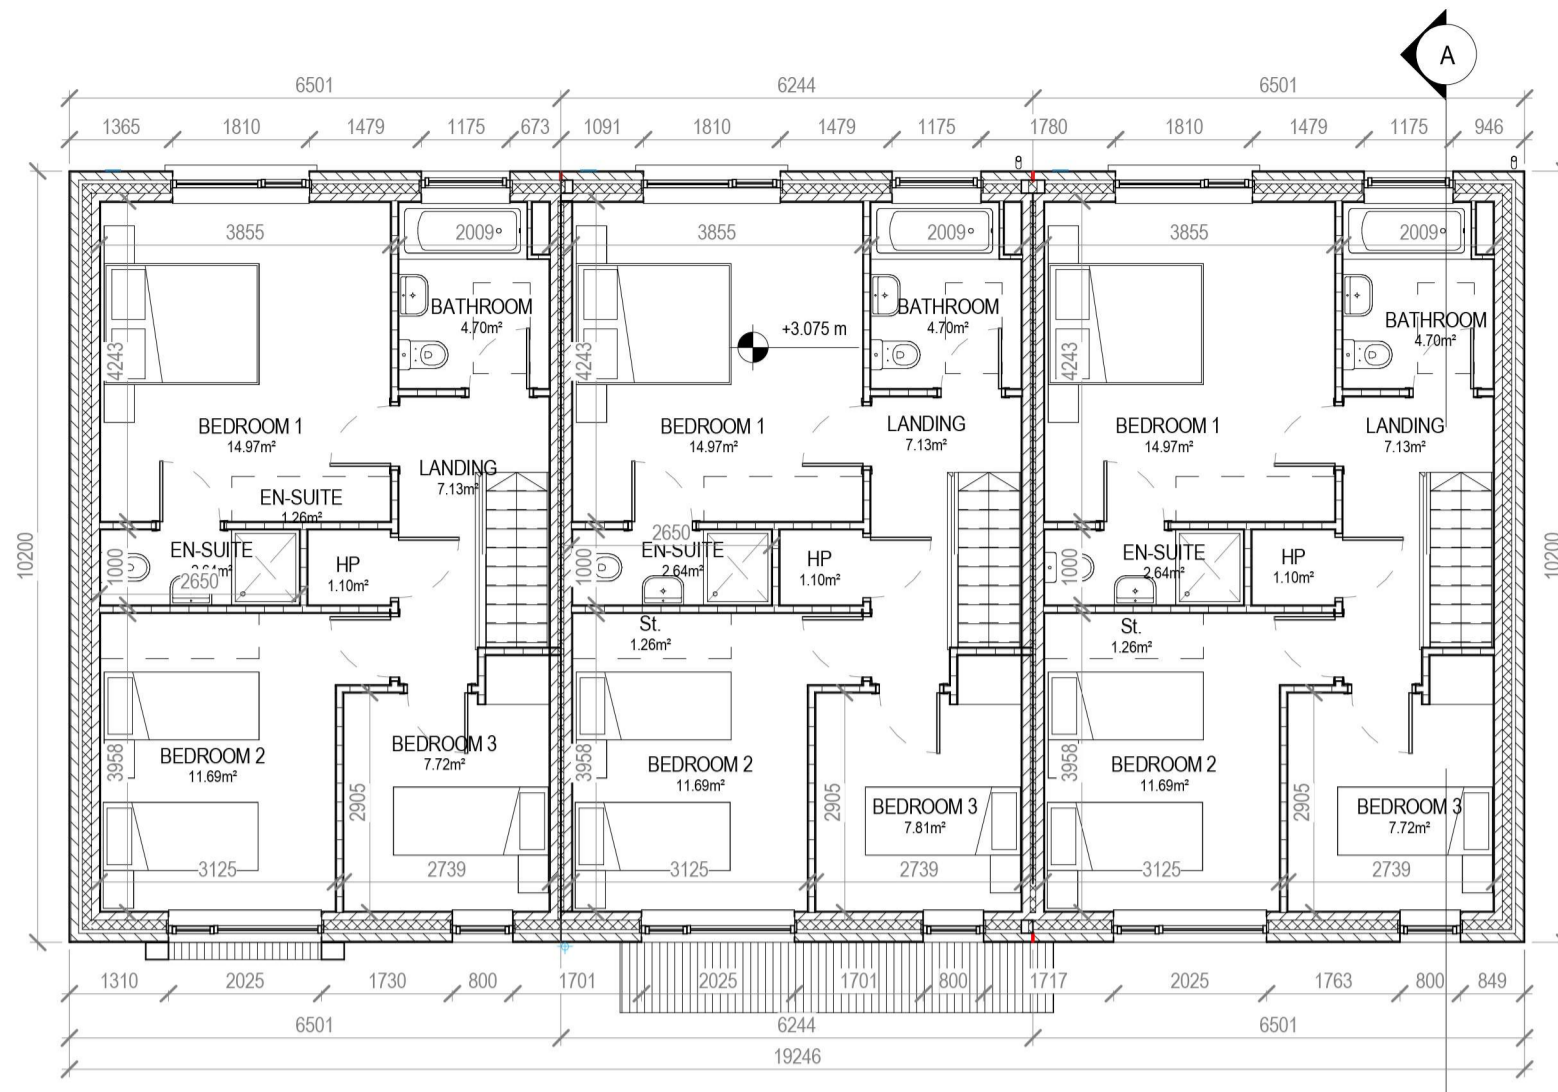 A
6501 6244 6501
1365 1810 1479 1175 673 1091 1810 1479 1175 1780 1810 1479 1175 946
3855 2009 3855 2009 3855 2009
BATHROOM
4.70m²
BATHROOM
4.70m²
BATHROOM
4.70m²
+3.075 m
4243 4243 4243
BEDROOM 1
14.97m²
BEDROOM 1
14.97m²
BEDROOM 1
14.97m²
LANDING
7.13m²
LANDING
7.13m²
LANDING
7.13m²
EN-SUITE
1.26m²
10200
10200
EN-SUITE
2.64m²
2650
1000
HP
1.10m²
2650
EN-SUITE
2.64m²
1000
HP
1.10m²
EN-SUITE
2.64m²
1000
HP
1.10m²
St.
1.26m²
St.
1.26m²
BEDROOM 2
11.69m²
3958
BEDROOM 3
7.72m²
2905
BEDROOM 2
11.69m²
3958
BEDROOM 3
7.81m²
2905
BEDROOM 2
11.69m²
3958
BEDROOM 3
7.72m²
2905
3125 2739 3125 2739 3125 2739
1310 2025 1730 800 1701 2025 1701 800 1717 2025 1763 800 849
6501 6244 6501
19246